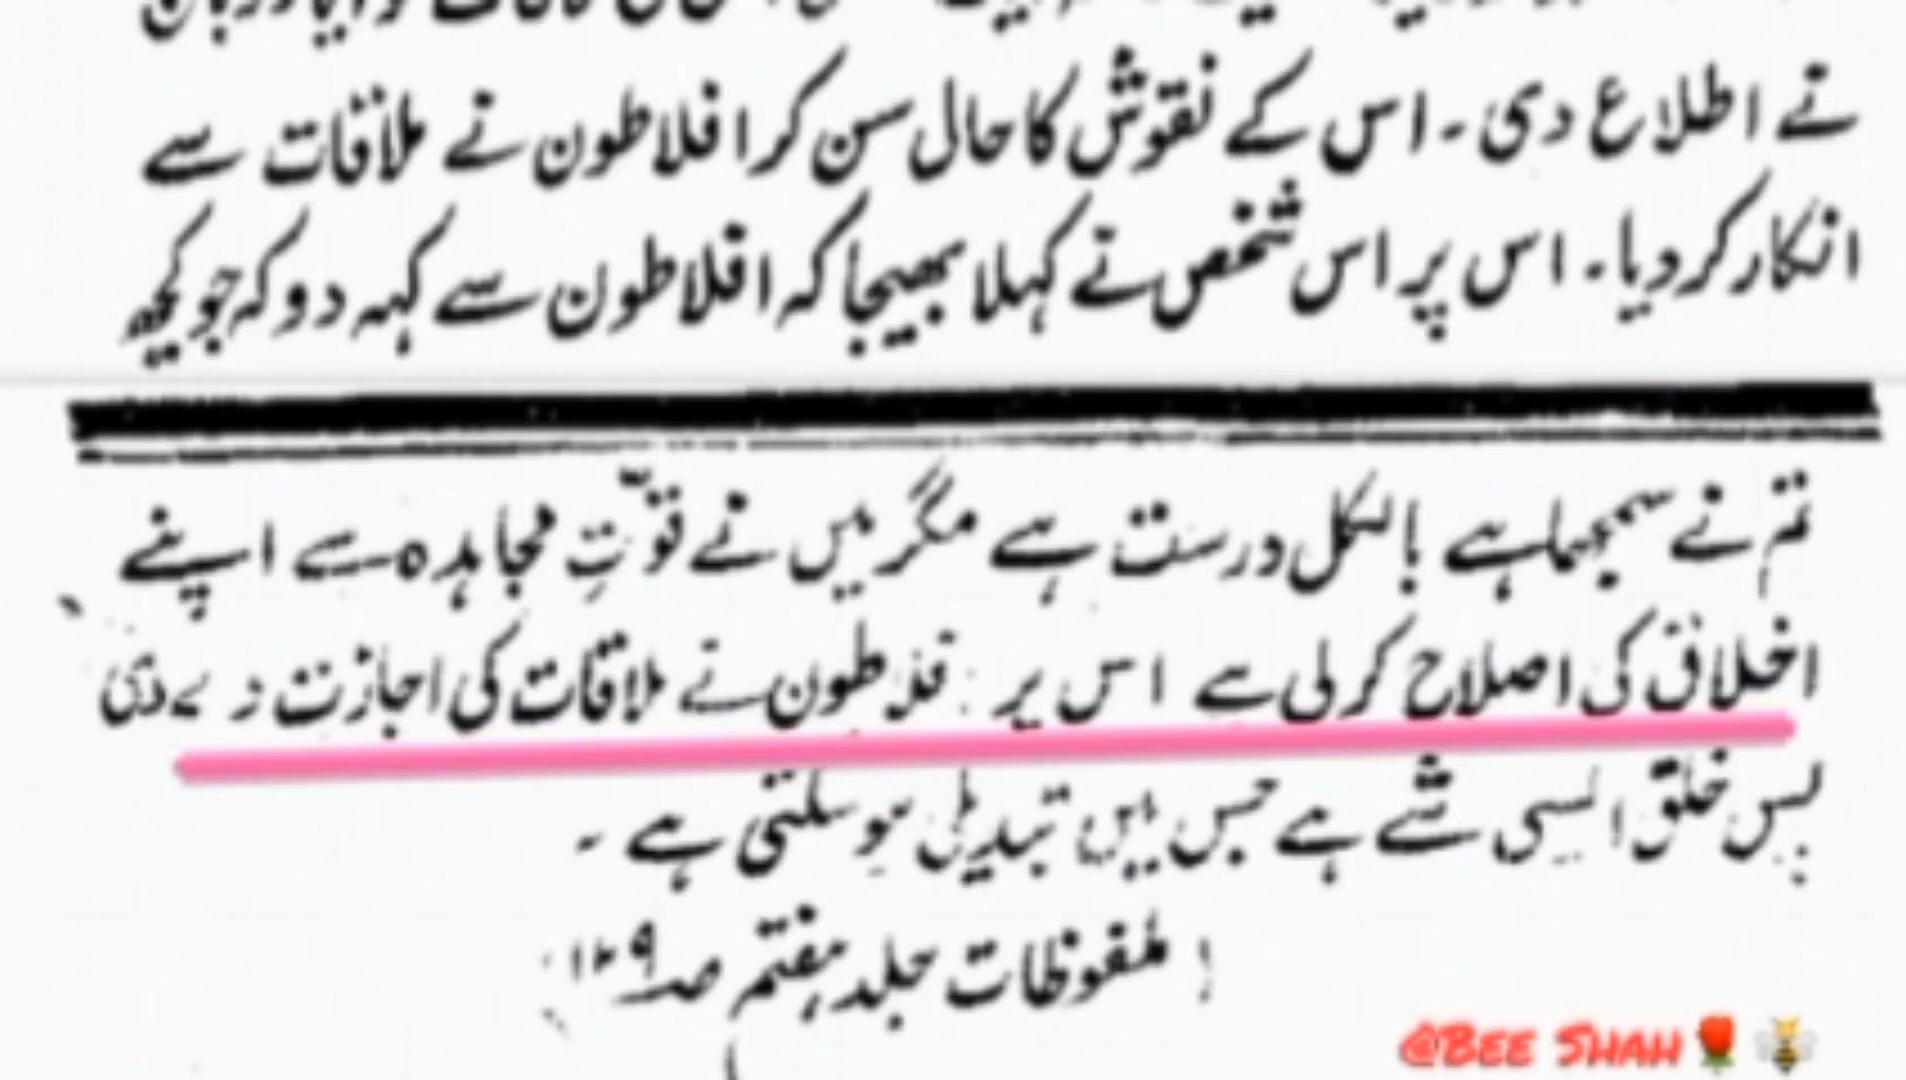 نے اطلاع دی۔ اس کے نقوش کا حال سن کر افلاطون نے ملاقات سے
انکار کر دیا۔ اس پر اس شخص نے کہلا بھیجا کہ افلاطون سے کہہ دو کہ جو کچھ
تم نے سمجھا ہے بالکل درست ہے مگر میں نے قوّتِ مجاہدہ سے اپنے
اخلاق کی اصلاح کر لی ہے اس پر فلاطون نے ملاقات کی اجازت دے دی
پس خلق ایسی شے ہے جس میں تبدیلی ہو سکتی ہے ۔
( ملفوظات جلد ہفتم صد ۱۲۹)
@Bee Shah🌹🐝